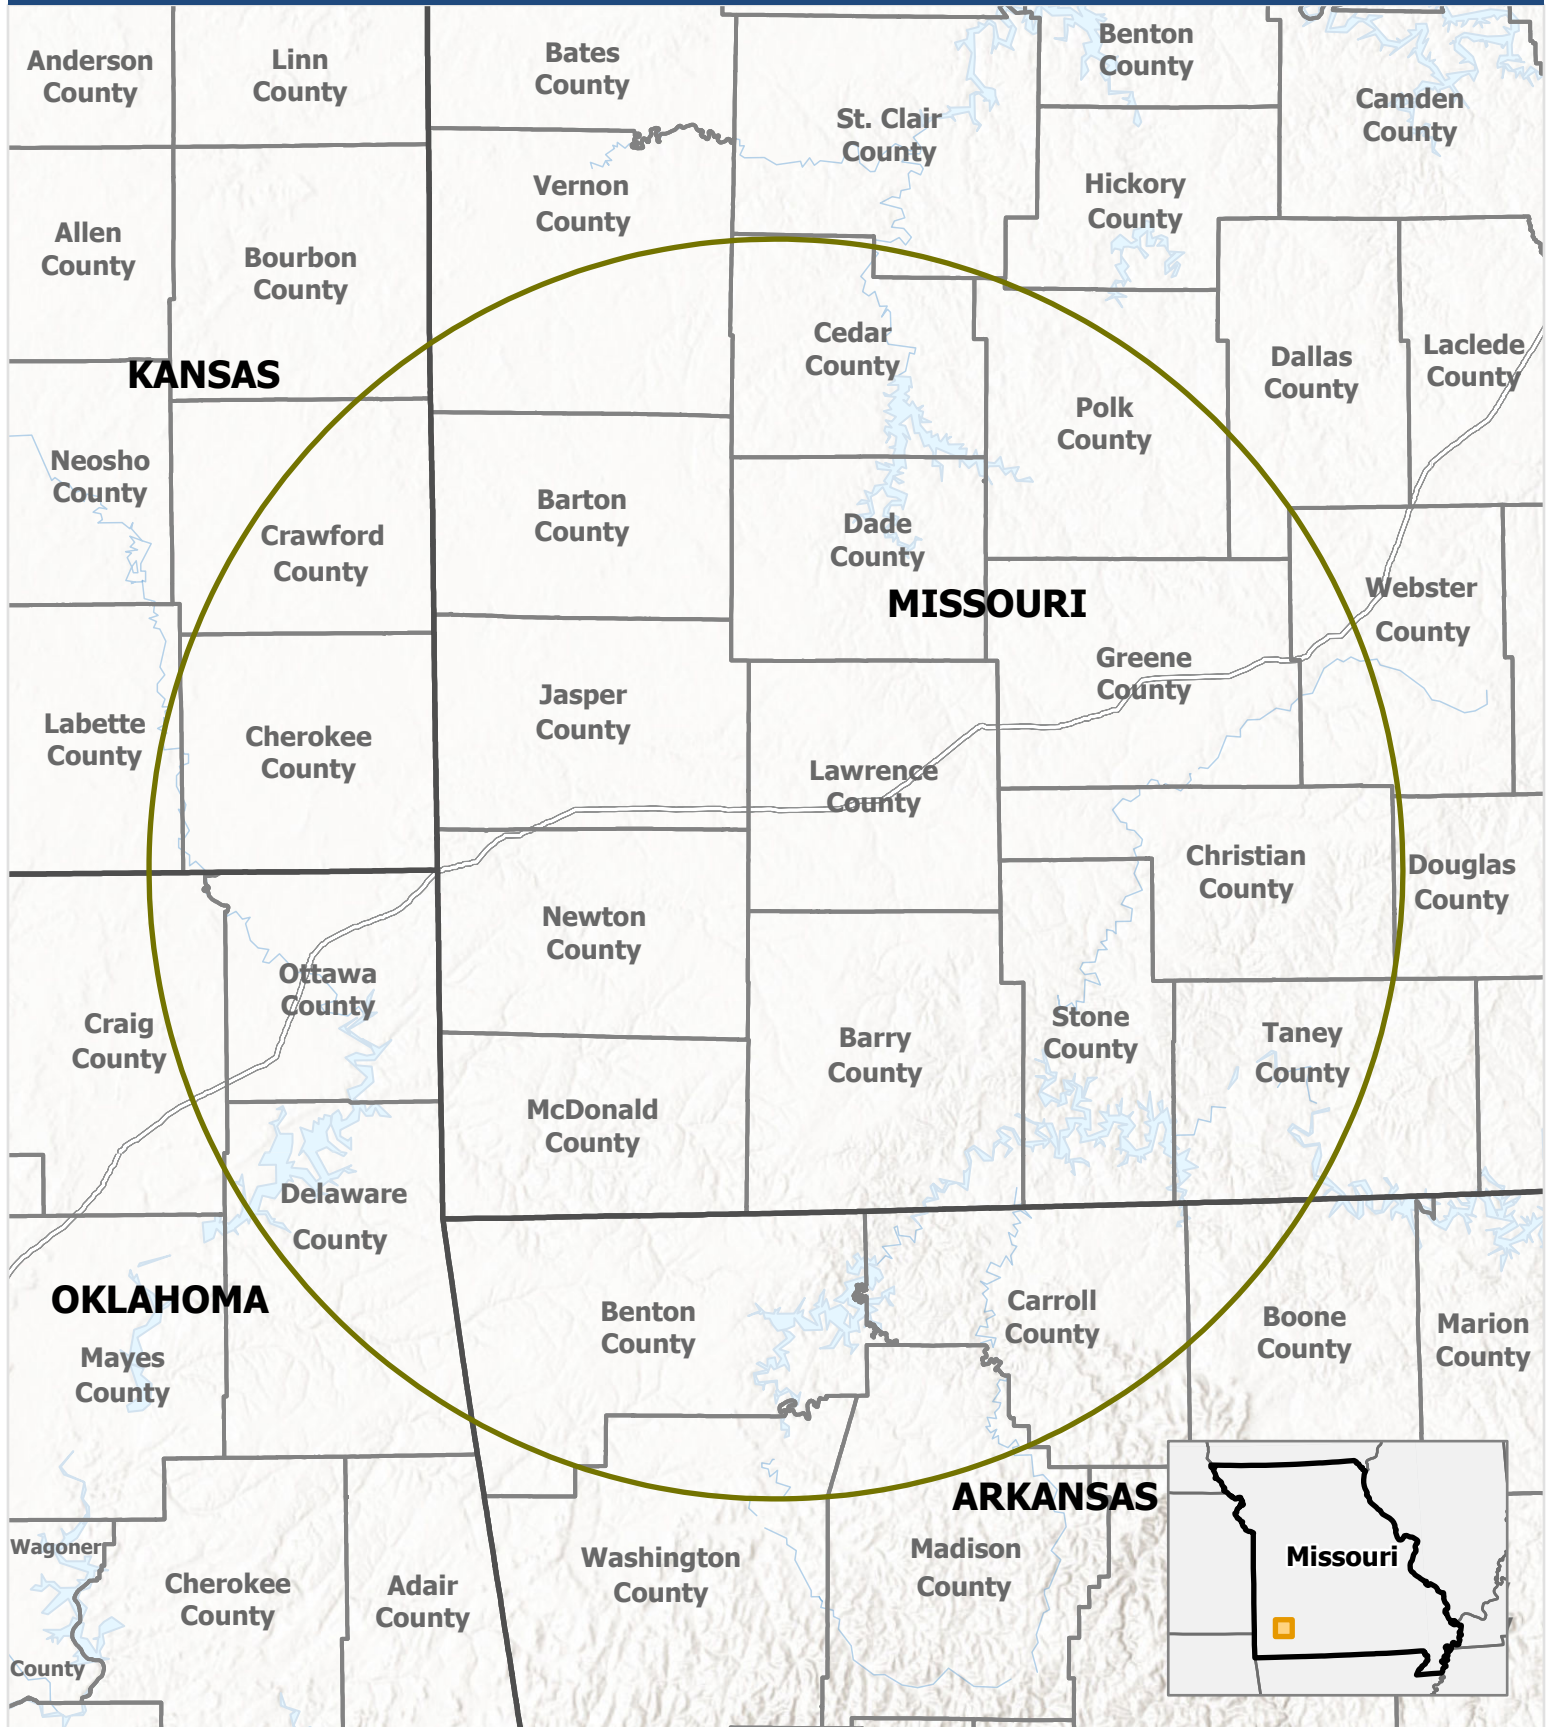 Anderson
County
Linn
County
Bates
County
Benton
County
St. Clair
County
Camden
County
Vernon
County
Hickory
County
Allen
County
Bourbon
County
KANSAS
Cedar
County
Dallas
County
Laclede
County
Polk
County
Neosho
County
Crawford
County
Barton
County
Dade
County
MISSOURI
Webster
County
Greene
County
Labette
County
Cherokee
County
Jasper
County
Lawrence
County
Christian
County
Douglas
County
Newton
County
Ottawa
County
Craig
County
Barry
County
Stone
County
Taney
County
McDonald
County
Delaware
County
OKLAHOMA
Benton
County
Carroll
County
Boone
County
Marion
County
Mayes
County
ARKANSAS
Wagoner
County
Cherokee
County
Adair
County
Washington
County
Madison
County
Missouri